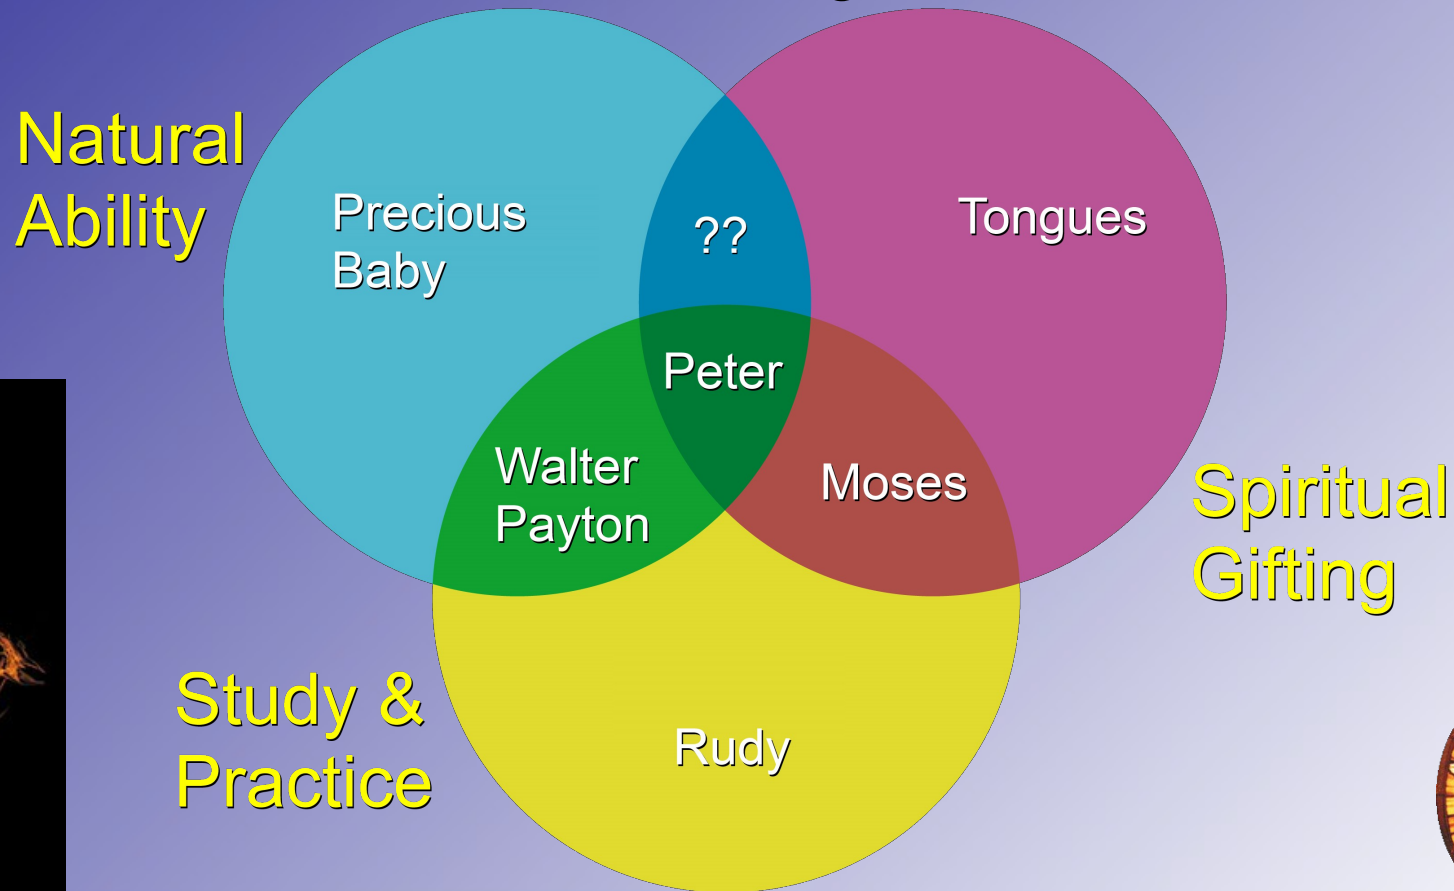 Natural
Ability
Precious
Baby
??
Tongues
Peter
Walter
Payton
Moses
Spiritual
Gifting
Study &
Practice
Rudy